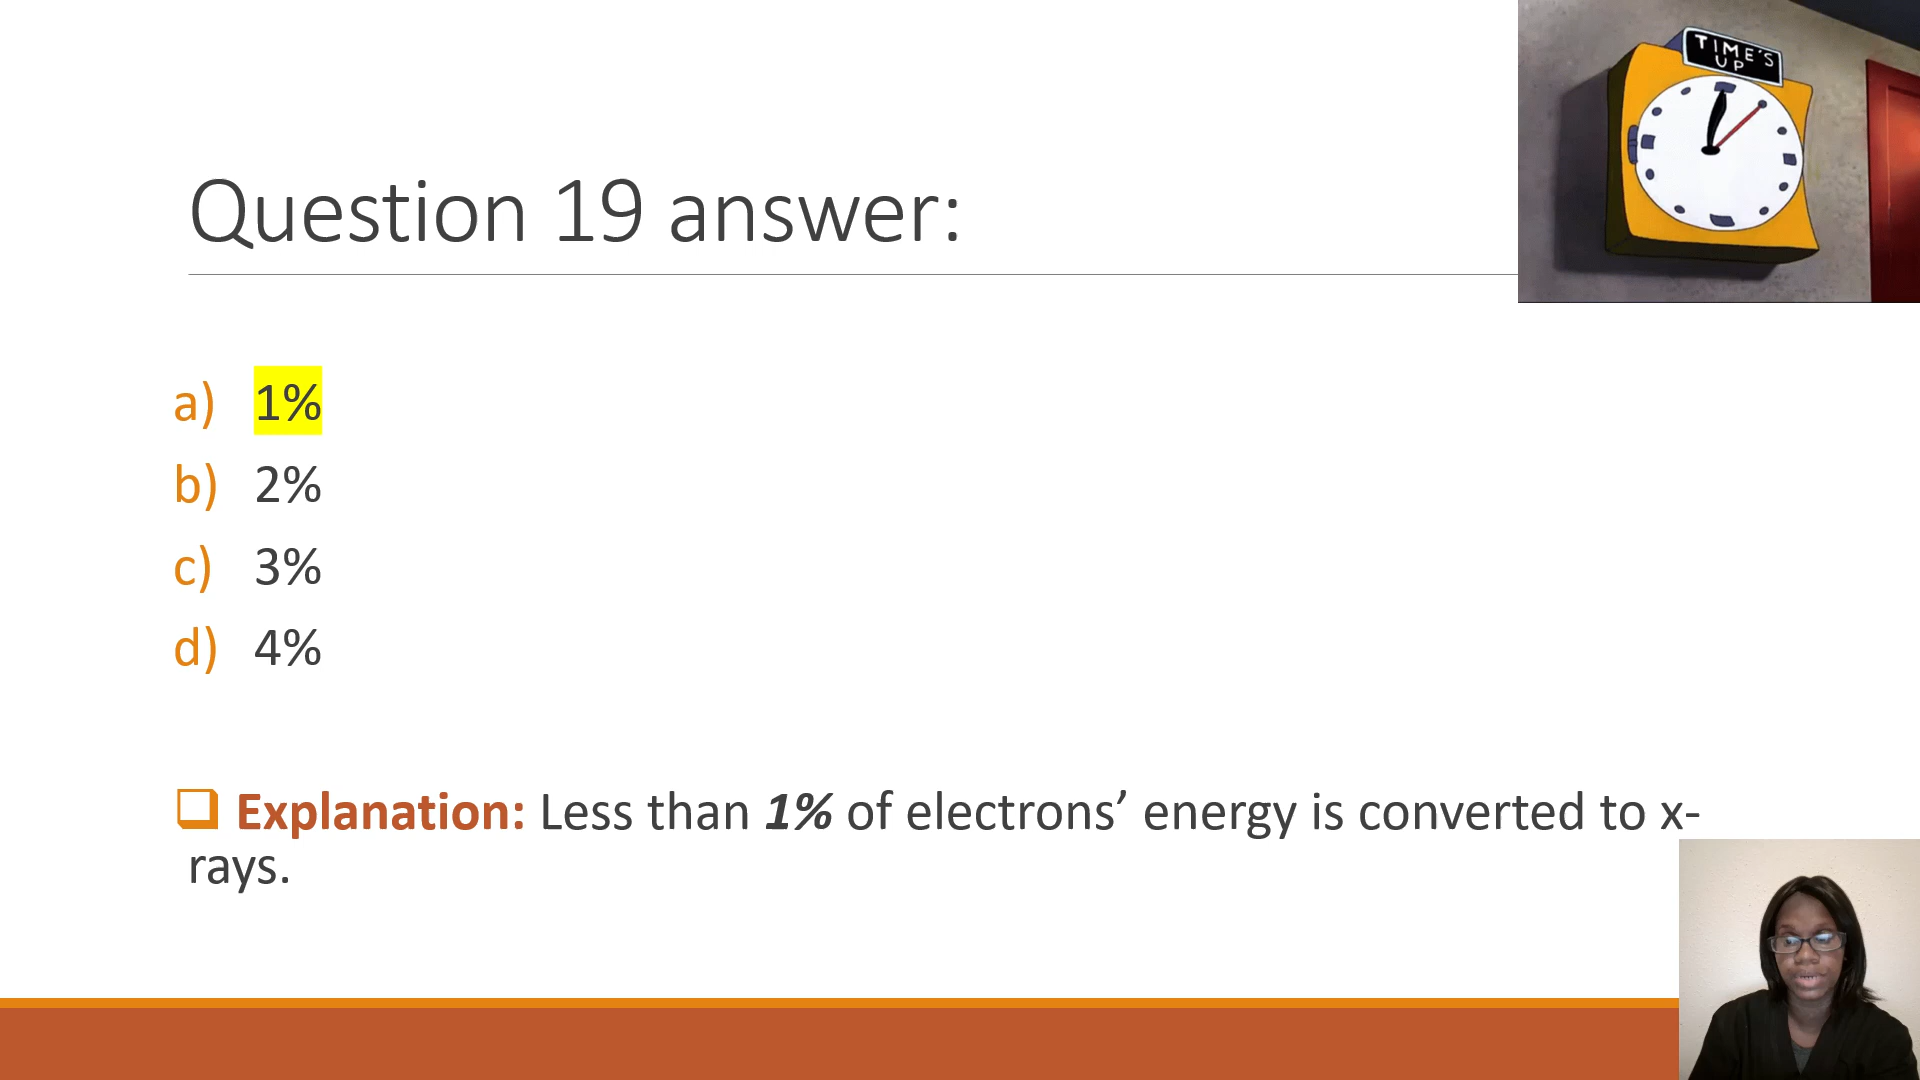 TIME'S
UP
Question 19 answer:
a) 1%
b) 2%
c) 3%
d) 4%
Explanation: Less than 1% of electrons’ energy is converted to x-
rays.